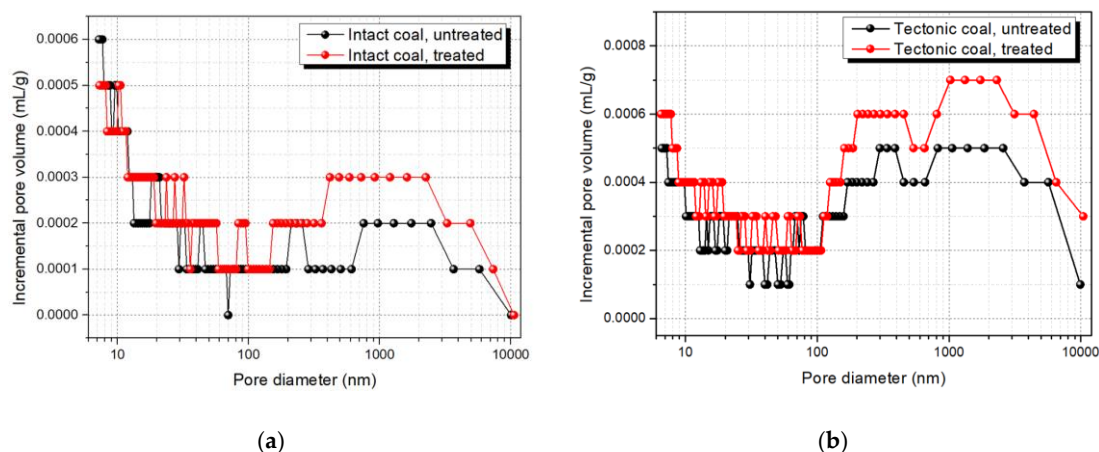 Intact coal, untreated
Intact coal, treated
0.0006
0.0005
0.0004
0.0003
0.0002
0.0001
0.0000
Incremental pore volume (mL/g)
10
100
1000
10000
Pore diameter (nm)
(a)
Tectonic coal, untreated
Tectonic coal, treated
0.0008
0.0006
0.0004
0.0002
0.0000
Incremental pore volume (mL/g)
10
100
1000
10000
Pore diameter (nm)
(b)